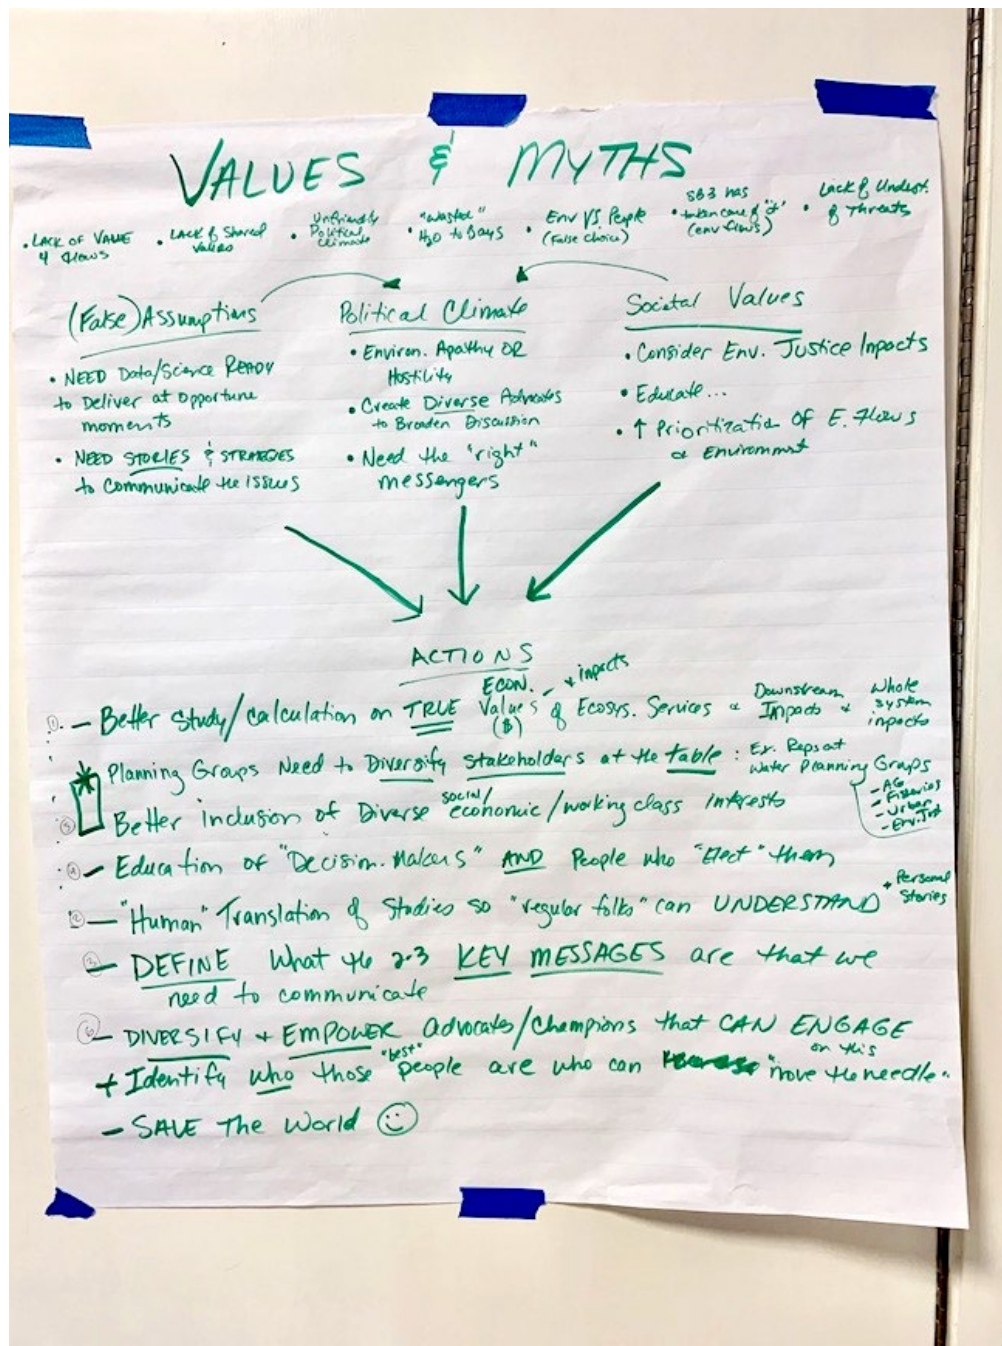 VALUES & MYTHS
• LACK OF VALUE
4 Flows
• LACK of Shared
Values
• Unfriendly
Political
Climate
• "Wasted"
H2O to Bays
• Env VS. People
(False Choice)
• SB3 has
taken care of "it"
(env flows)
• Lack of Underst.
of Threats
(False) Assumptions
• NEED Data/Science READY
to Deliver at opportune
moments
• NEED STORIES & STRATEGIES
to Communicate the issues
Political Climate
• Environ. Apathy OR
Hostility
• Create Diverse Advocates
to Broaden Discussion
• Need the "right"
messengers
Societal Values
• Consider Env. Justice Impacts
• Educate...
• ↑ Prioritization OF E. Flows
& Environment
ACTIONS
1. – Better Study/calculation on TRUE ECON. Values ($) + impacts of Ecosys. Services & Downstream Impacts & Whole System impacts
* Planning Groups Need to Diversify Stakeholders at the table : Ex. Reps at
Water Planning Groups
– AG
– Fisheries
– Urban
– Env. Just
5 Better inclusion of Diverse social/economic/working class interests
4 – Education of "Decision-Makers" AND People who "Elect" them
2 – "Human" Translation of Studies so "regular folks" can UNDERSTAND + Personal
Stories
3 – DEFINE What the 2-3 KEY MESSAGES are that we
need to communicate
6 – DIVERSIFY + EMPOWER advocates/champions that CAN ENGAGE
on this
+ Identify who those "best" people are who can "move the needle"
– SAVE The World ☺